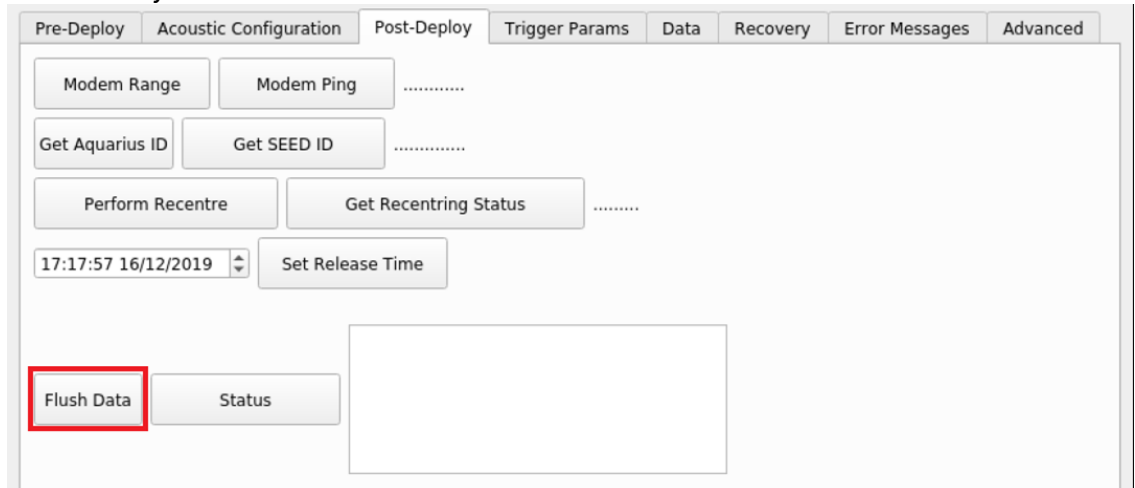 Pre-Deploy Acoustic Configuration Post-Deploy Trigger Params Data Recovery Error Messages Advanced
Modem Range Modem Ping ............
Get Aquarius ID Get SEED ID ..............
Perform Recentre Get Recentring Status .........
17:17:57 16/12/2019 Set Release Time
Flush Data Status